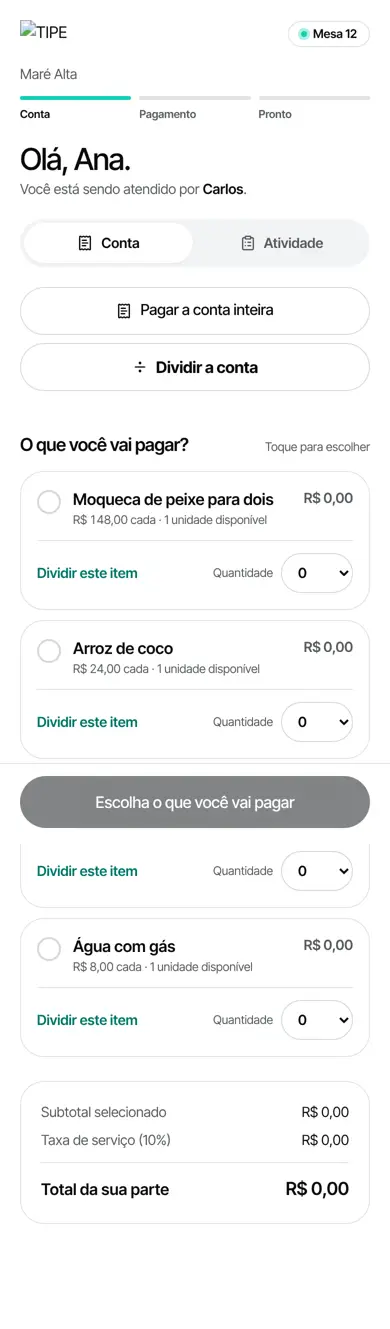 TIPE
Mesa 12
Maré Alta
Conta
Pagamento
Pronto
Olá, Ana.
Você está sendo atendido por Carlos.
Conta
Atividade
Pagar a conta inteira
÷ Dividir a conta
O que você vai pagar?
Toque para escolher
Moqueca de peixe para dois
R$ 0,00
R$ 148,00 cada · 1 unidade disponível
Dividir este item
Quantidade
0
Arroz de coco
R$ 0,00
R$ 24,00 cada · 1 unidade disponível
Dividir este item
Quantidade
0
Escolha o que você vai pagar
Dividir este item
Quantidade
0
Água com gás
R$ 0,00
R$ 8,00 cada · 1 unidade disponível
Dividir este item
Quantidade
0
Subtotal selecionado
R$ 0,00
Taxa de serviço (10%)
R$ 0,00
Total da sua parte
R$ 0,00